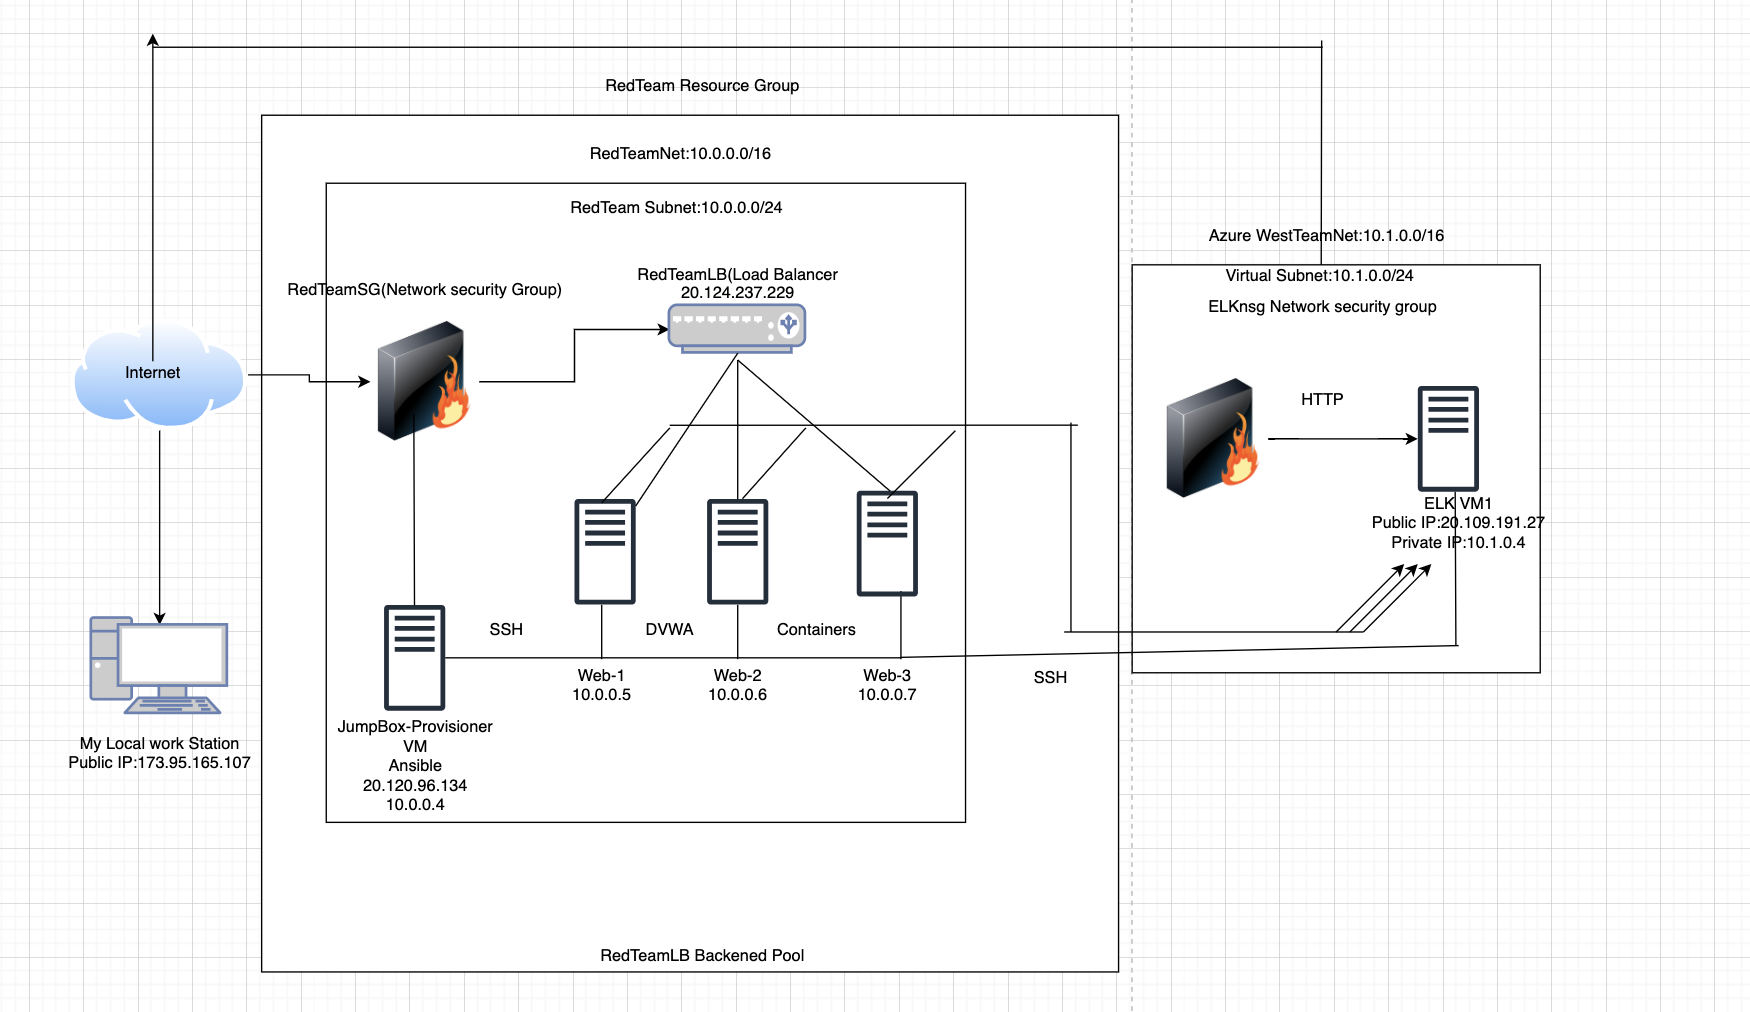 RedTeam Resource Group
RedTeamNet:10.0.0.0/16
RedTeam Subnet:10.0.0.0/24
RedTeamSG(Network security Group)
RedTeamLB(Load Balancer
20.124.237.229
Internet
SSH
DVWA
Containers
Web-1
10.0.0.5
Web-2
10.0.0.6
Web-3
10.0.0.7
JumpBox-Provisioner
VM
Ansible
20.120.96.134
10.0.0.4
My Local work Station
Public IP:173.95.165.107
RedTeamLB Backened Pool
SSH
Azure WestTeamNet:10.1.0.0/16
Virtual Subnet:10.1.0.0/24
ELKnsg Network security group
HTTP
ELK VM1
Public IP:20.109.191.27
Private IP:10.1.0.4